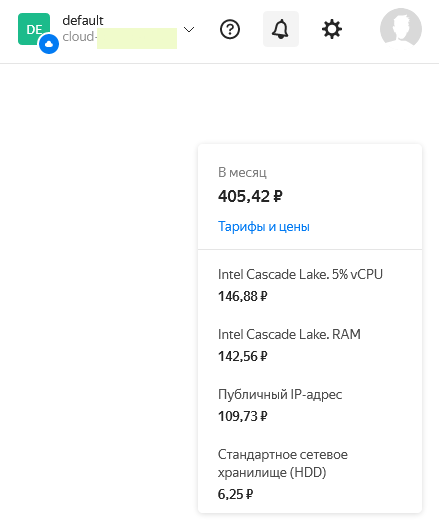 DE
default
cloud-
В месяц
405,42 ₽
Тарифы и цены
Intel Cascade Lake. 5% vCPU
146,88 ₽
Intel Cascade Lake. RAM
142,56 ₽
Публичный IP-адрес
109,73 ₽
Стандартное сетевое
хранилище (HDD)
6,25 ₽